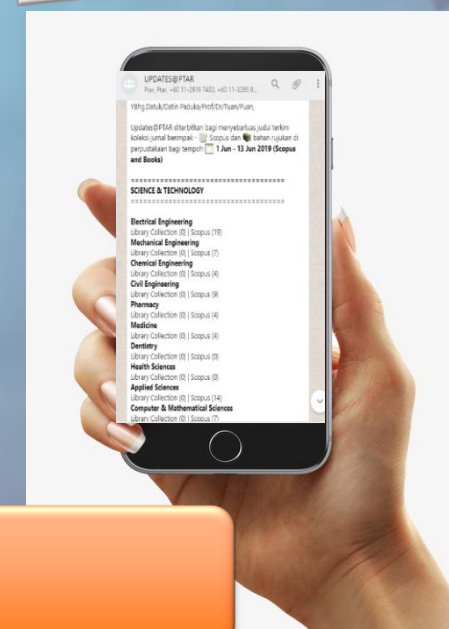 UPDATES@PTAR
YBhg.Datuk/Datin Paduka/Prof/Dr/Tuan/Puan,
Updates@PTAR diterbitkan bagi menyebarluas judul terkini
koleksi jurnal berimpak - Scopus dan bahan rujukan di
perpustakaan bagi tempoh 1 Jun - 13 Jun 2019 (Scopus
and Books)
===================================
SCIENCE & TECHNOLOGY
===================================
Electrical Engineering
Library Collection (0) | Scopus (19)
Mechanical Engineering
Library Collection (0) | Scopus (7)
Chemical Engineering
Library Collection (0) | Scopus (4)
Civil Engineering
Library Collection (0) | Scopus (9)
Pharmacy
Library Collection (0) | Scopus (4)
Medicine
Library Collection (0) | Scopus (4)
Dentistry
Library Collection (0) | Scopus (0)
Health Sciences
Library Collection (0) | Scopus (0)
Applied Sciences
Library Collection (0) | Scopus (14)
Computer & Mathematical Sciences
Library Collection (0) | Scopus (7)